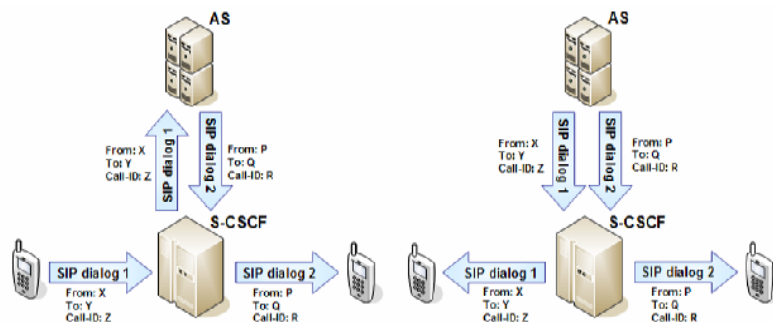 AS
From: X
To: Y
Call-ID: Z
SIP dialog 1
SIP dialog 2
From: P
To: Q
Call-ID: R
S-CSCF
SIP dialog 1
From: X
To: Y
Call-ID: Z
SIP dialog 2
From: P
To: Q
Call-ID: R
AS
From: X
To: Y
Call-ID: Z
SIP dialog 1
SIP dialog 2
From: P
To: Q
Call-ID: R
S-CSCF
SIP dialog 1
From: X
To: Y
Call-ID: Z
SIP dialog 2
From: P
To: Q
Call-ID: R